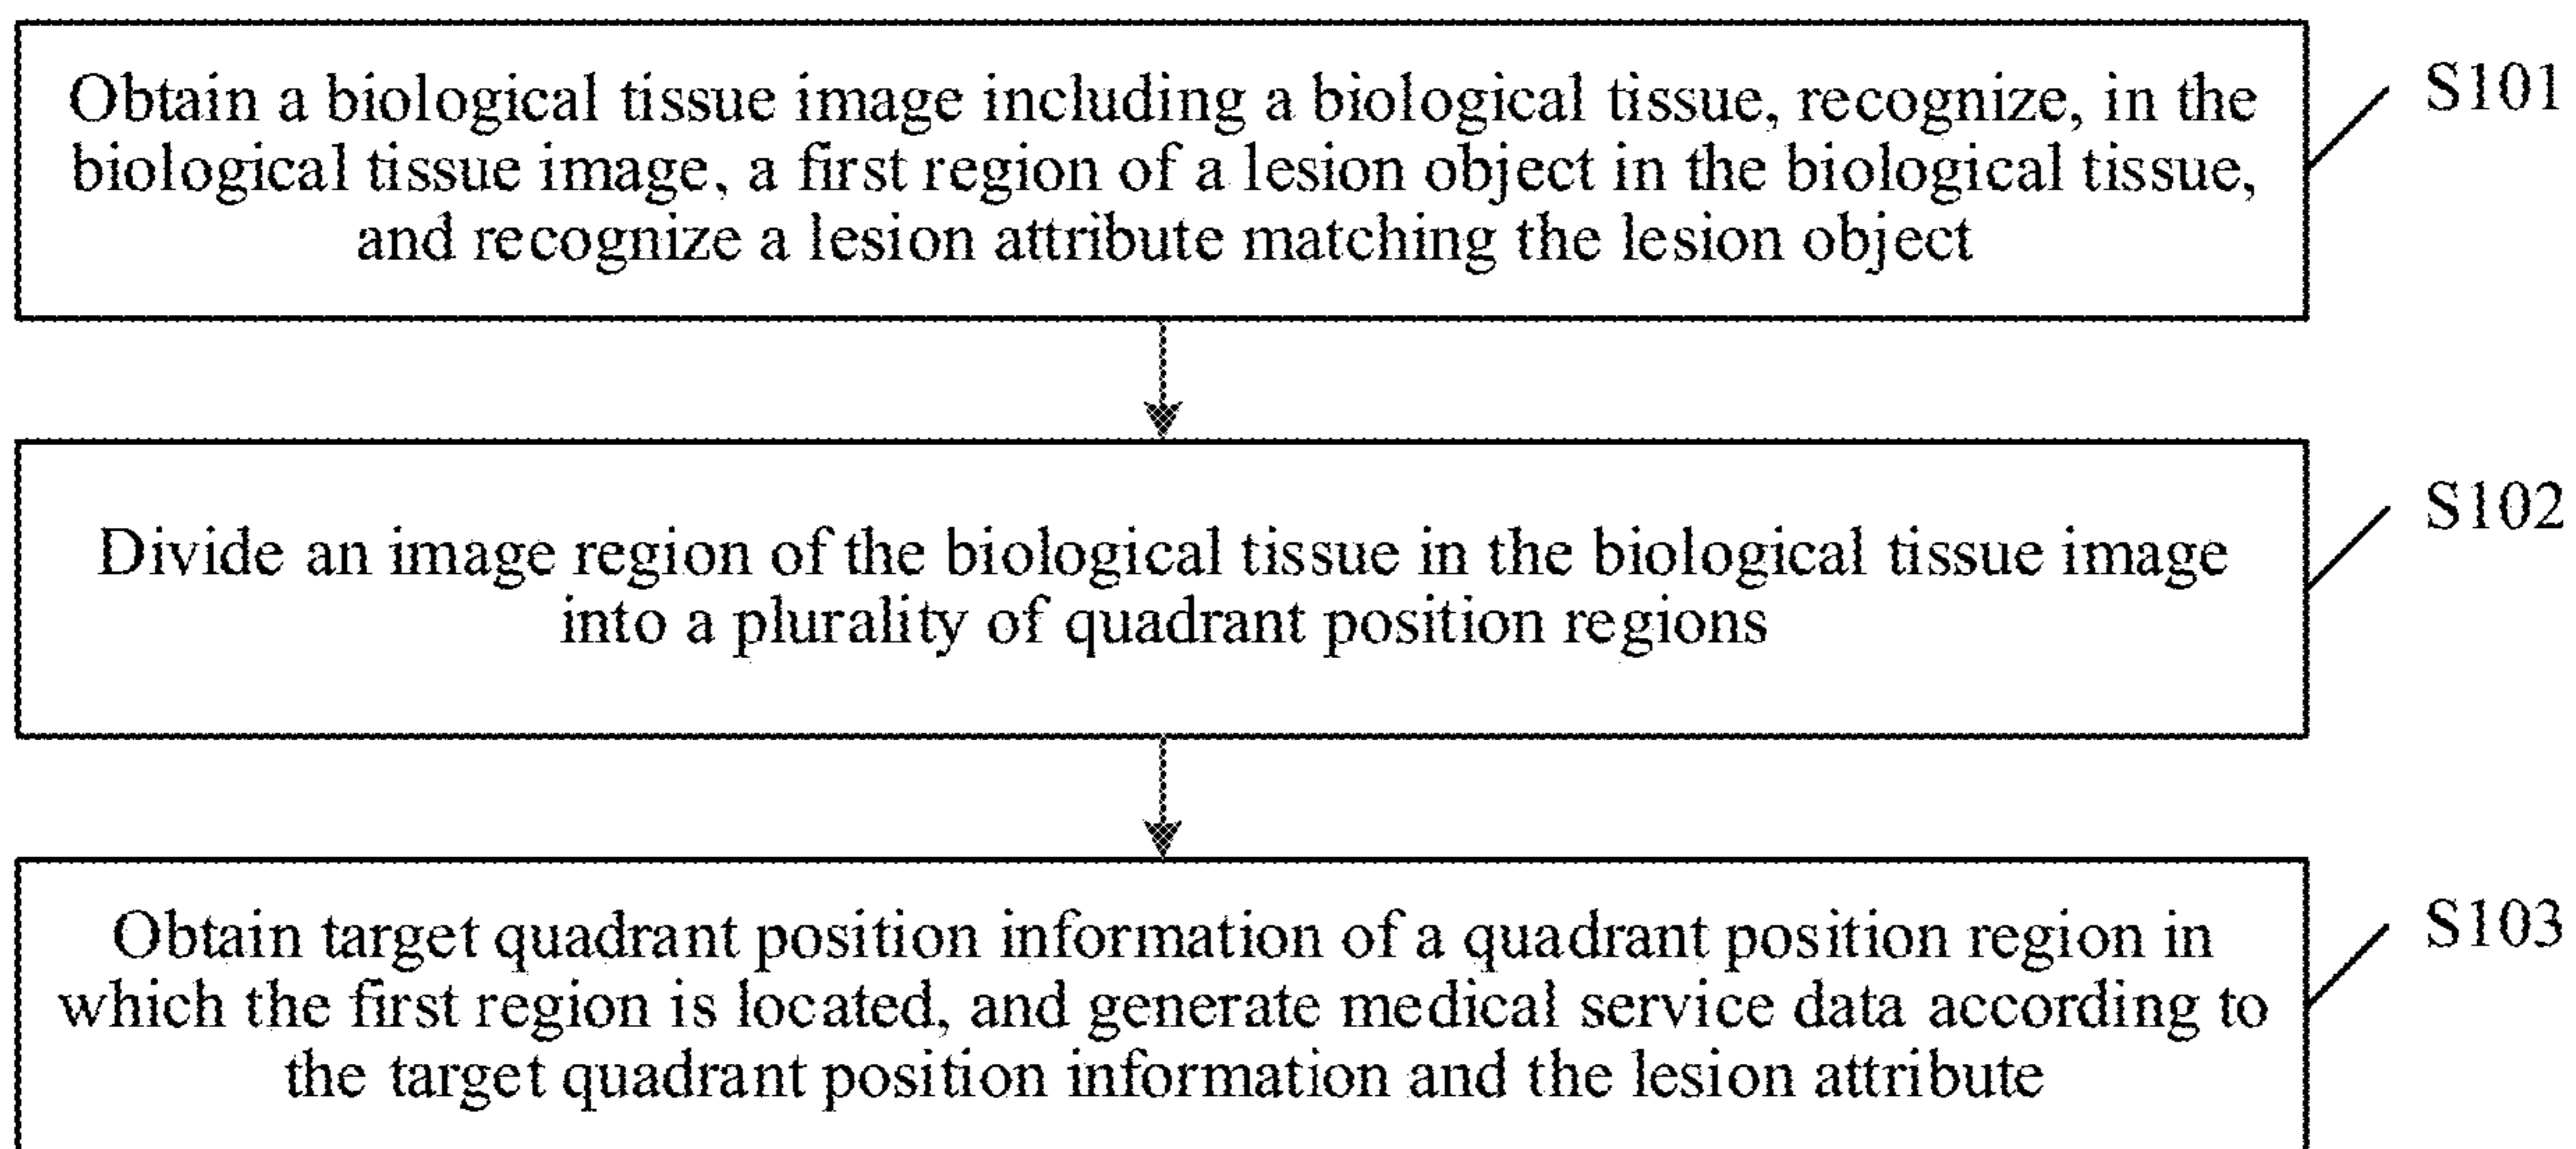 Obtain a biological tissue image including a biological tissue, recognize, in the
biological tissue image, a first region of a lesion object in the biological tissue,
and recognize a lesion attribute matching the lesion object
S101
Divide an image region of the biological tissue in the biological tissue image
into a plurality of quadrant position regions
S102
Obtain target quadrant position information of a quadrant position region in
which the first region is located, and generate medical service data according to
the target quadrant position information and the lesion attribute
S103